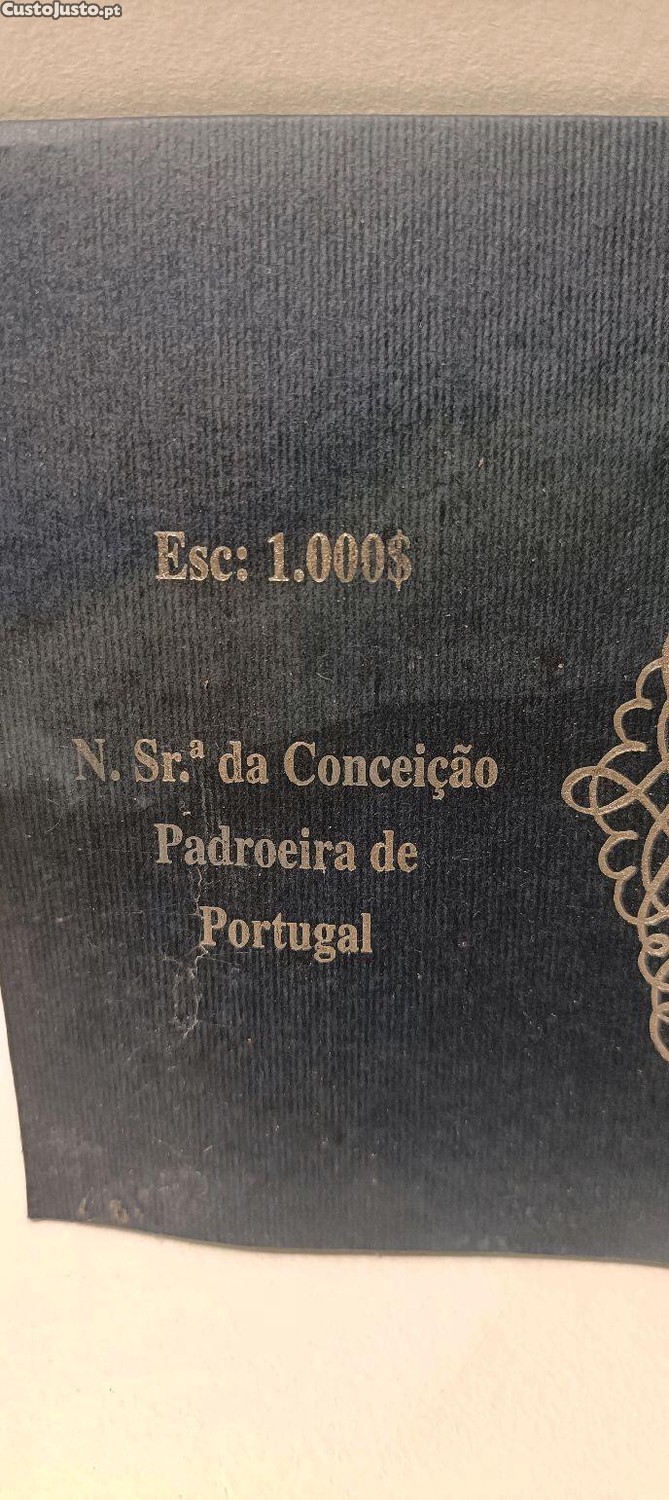 CustoJusto.pt
Esc: 1.000$
N. Sr.ª da Conceição
Padroeira de
Portugal